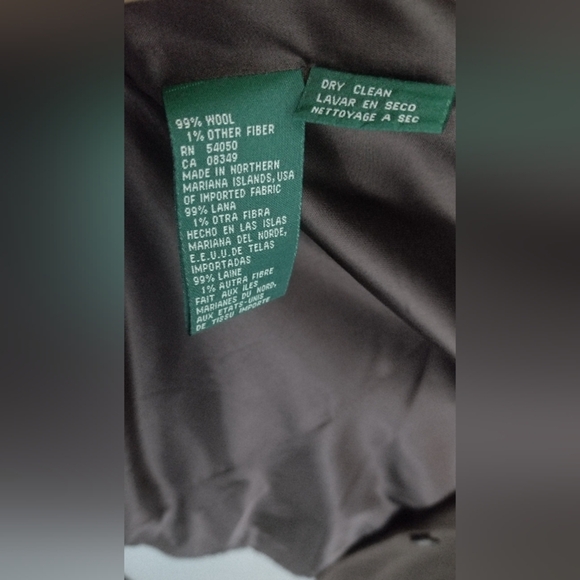 99% WOOL
1% OTHER FIBER
RN 54050
CA 08349
MADE IN NORTHERN
MARIANA ISLANDS, USA
OF IMPORTED FABRIC
99% LANA
1% OTRA FIBRA
HECHO EN LAS ISLAS
MARIANA DEL NORDE,
E.E.U.U. DE TELAS
IMPORTADAS
99% LAINE
1% AUTRA FIBRE
FAIT AUX ILES
MARIANES DU NORD,
AUX ETATS-UNIS
DE TISSU IMPORTE
DRY CLEAN
LAVAR EN SECO
NETTOYAGE A SEC